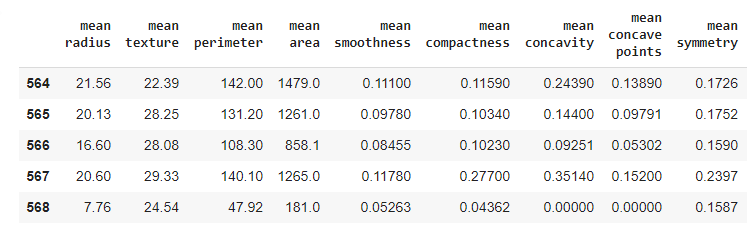 mean radius mean texture mean perimeter mean area mean smoothness mean compactness mean concavity mean concave points mean symmetry
564 21.56 22.39 142.00 1479.0 0.11100 0.11590 0.24390 0.13890 0.1726
565 20.13 28.25 131.20 1261.0 0.09780 0.10340 0.14400 0.09791 0.1752
566 16.60 28.08 108.30 858.1 0.08455 0.10230 0.09251 0.05302 0.1590
567 20.60 29.33 140.10 1265.0 0.11780 0.27700 0.35140 0.15200 0.2397
568 7.76 24.54 47.92 181.0 0.05263 0.04362 0.00000 0.00000 0.1587